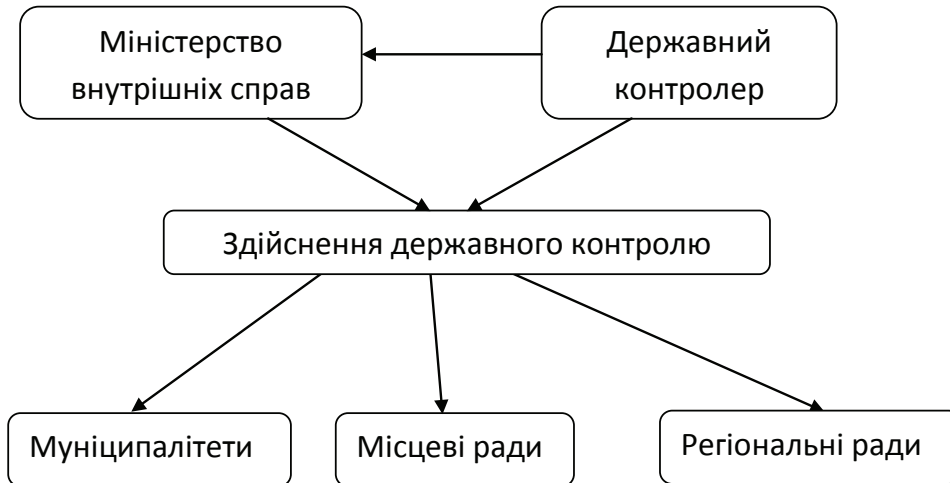 Міністерство
внутрішніх справ
Державний
контролер
Здійснення державного контролю
Муніципалітети
Місцеві ради
Регіональні ради